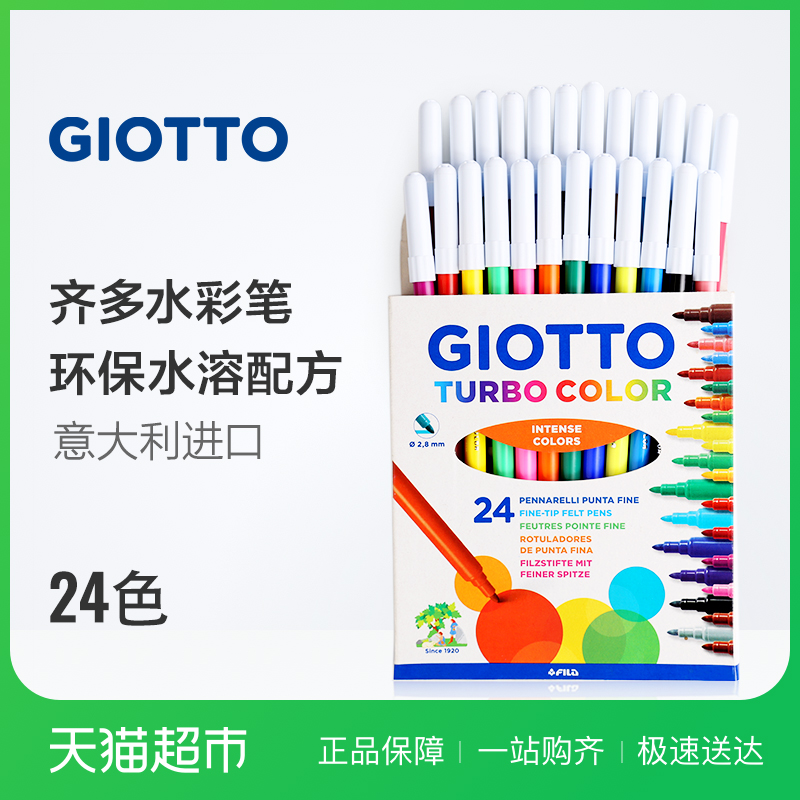 GIOTTO
齐多水彩笔
环保水溶配方
意大利进口
24色
GIOTTO
TURBO COLOR
INTENSE
COLORS
Ø 2,8 mm
24
PENNARELLI PUNTA FINE
FINE-TIP FELT PENS
FEUTRES POINTE FINE
ROTULADORES
DE PUNTA FINA
FILZSTIFTE MIT
FEINER SPITZE
Since 1920
FILA
天猫超市
正品保障 | 一站购齐 | 极速送达